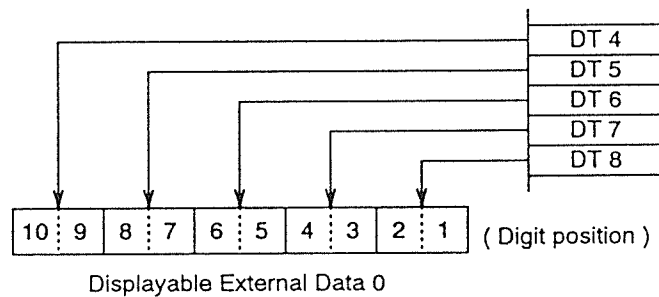 DT 4
DT 5
DT 6
DT 7
DT 8
10 9 8 7 6 5 4 3 2 1 ( Digit position )
Displayable External Data 0